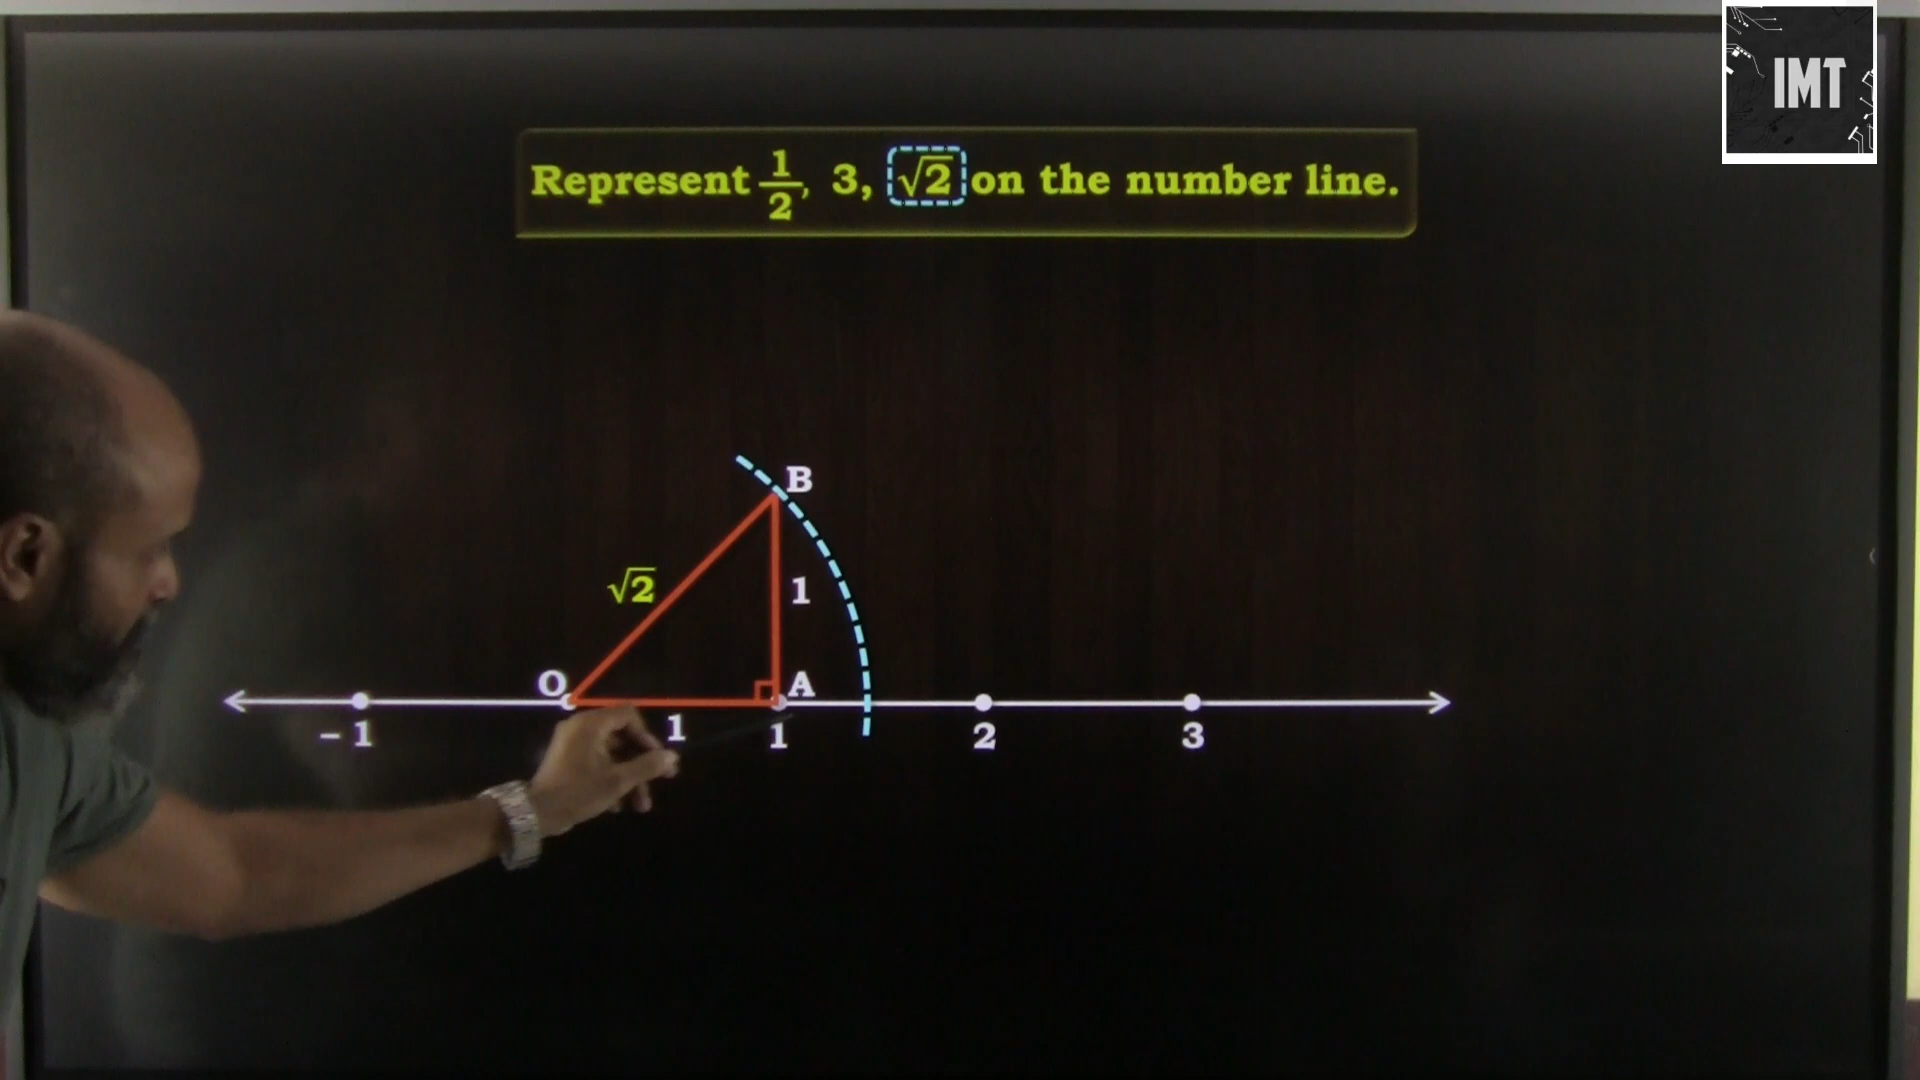 IMT
Represent 1/2, 3, √2 on the number line.
B
√2
1
O
A
1
– 1
1
2
3